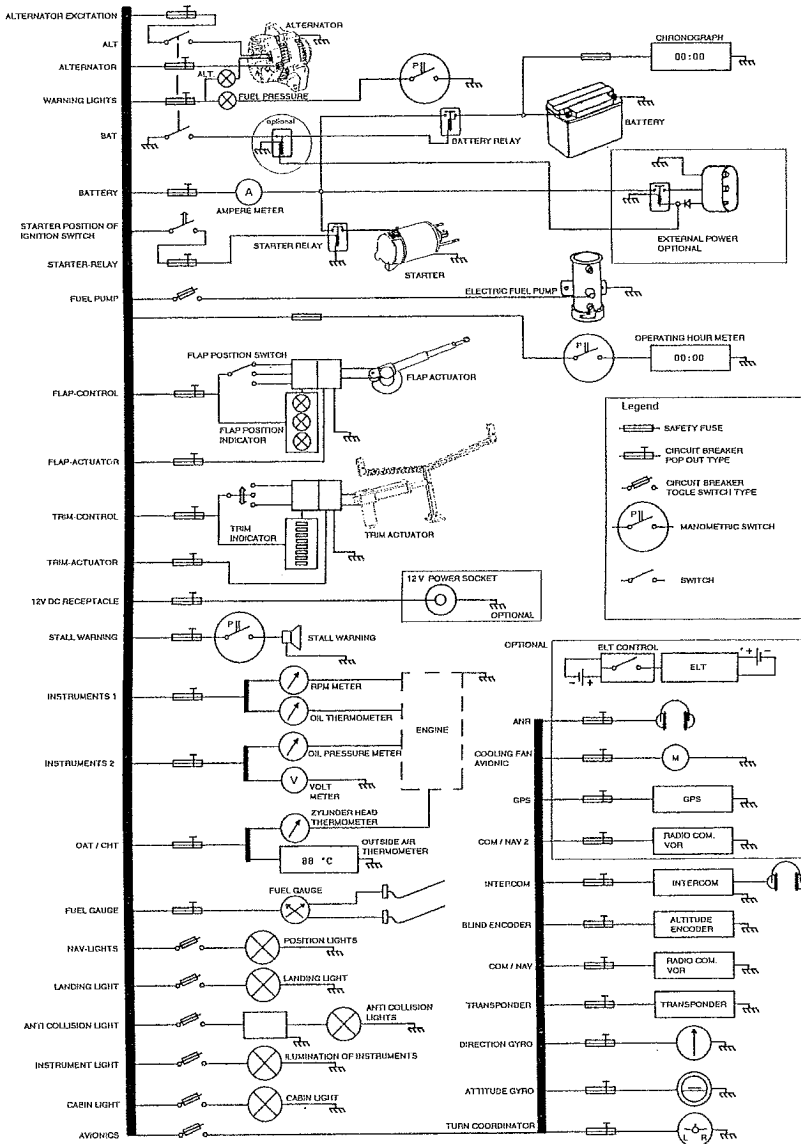 ALTERNATOR EXCITATION
ALT
ALTERNATOR
WARNING LIGHTS
BAT
BATTERY
STARTER POSITION OF
IGNITION SWITCH
STARTER-RELAY
FUEL PUMP
FLAP-CONTROL
FLAP-ACTUATOR
TRIM-CONTROL
TRIM-ACTUATOR
12V DC RECEPTACLE
STALL WARNING
INSTRUMENTS 1
INSTRUMENTS 2
OAT / CHT
FUEL GAUGE
NAV-LIGHTS
LANDING LIGHT
ANTI COLLISION LIGHT
INSTRUMENT LIGHT
CABIN LIGHT
AVIONICS
ALTERNATOR
ALT.
FUEL PRESSURE
P
optional
BATTERY RELAY
CHRONOGRAPH
00:00
BATTERY
A
AMPERE METER
STARTER RELAY
STARTER
EXTERNAL POWER
OPTIONAL
ELECTRIC FUEL PUMP
P
OPERATING HOUR METER
00:00
FLAP POSITION SWITCH
FLAP ACTUATOR
FLAP POSITION
INDICATOR
TRIM
INDICATOR
TRIM ACTUATOR
Legend
SAFETY FUSE
CIRCUIT BREAKER
POP OUT TYPE
CIRCUIT BREAKER
TOGLE SWITCH TYPE
P
MANOMETRIC SWITCH
SWITCH
12 V POWER SOCKET
OPTIONAL
P
STALL WARNING
RPM METER
OIL THERMOMETER
ENGINE
OIL PRESSURE METER
V
VOLT
METER
ZYLINDER HEAD
THERMOMETER
88 °C
OUTSIDE AIR
THERMOMETER
FUEL GAUGE
POSITION LIGHTS
LANDING LIGHT
ANTI COLLISION
LIGHTS
ILUMINATION OF INSTRUMENTS
CABIN LIGHT
OPTIONAL
ELT CONTROL
- +
ELT
+ -
ANR
COOLING FAN
AVIONIC
M
GPS
GPS
COM / NAV 2
RADIO COM.
VOR
INTERCOM
INTERCOM
BLIND ENCODER
ALTITUDE
ENCODER
COM / NAV
RADIO COM.
VOR
TRANSPONDER
TRANSPONDER
DIRECTION GYRO
ATTITUDE GYRO
TURN COORDINATOR
L R